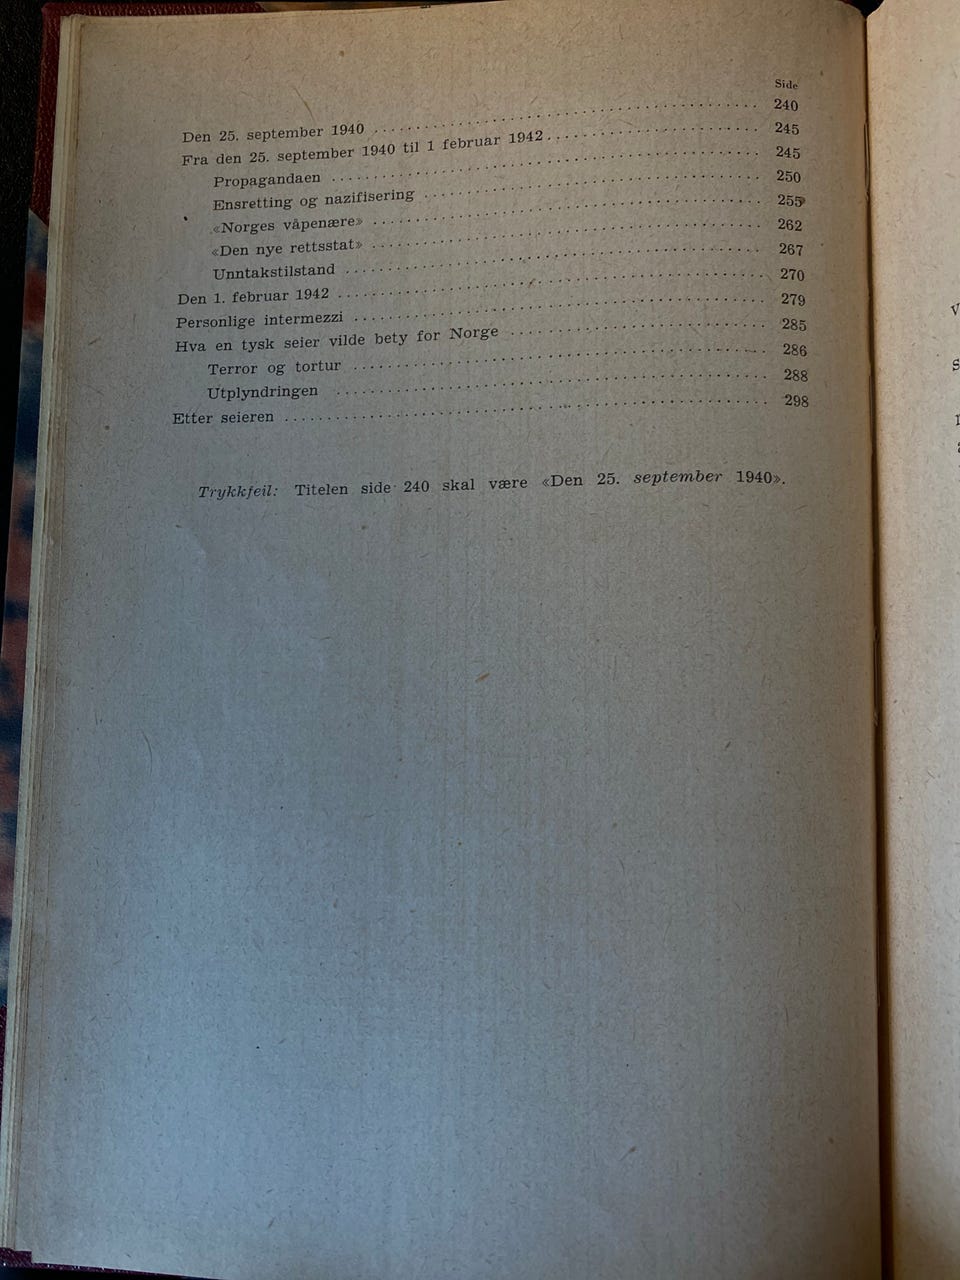 Side
Den 25. september 1940 ........ 240
Fra den 25. september 1940 til 1 februar 1942 ........ 245
Propagandaen ........ 245
Ensretting og nazifisering ........ 250
«Norges våpenære» ........ 255
«Den nye rettsstat» ........ 262
Unntakstilstand ........ 267
Den 1. februar 1942 ........ 270
Personlige intermezzi ........ 279
Hva en tysk seier vilde bety for Norge ........ 285
Terror og tortur ........ 286
Utplyndringen ........ 288
Etter seieren ........ 298
Trykkfeil: Titelen side 240 skal være «Den 25. september 1940».